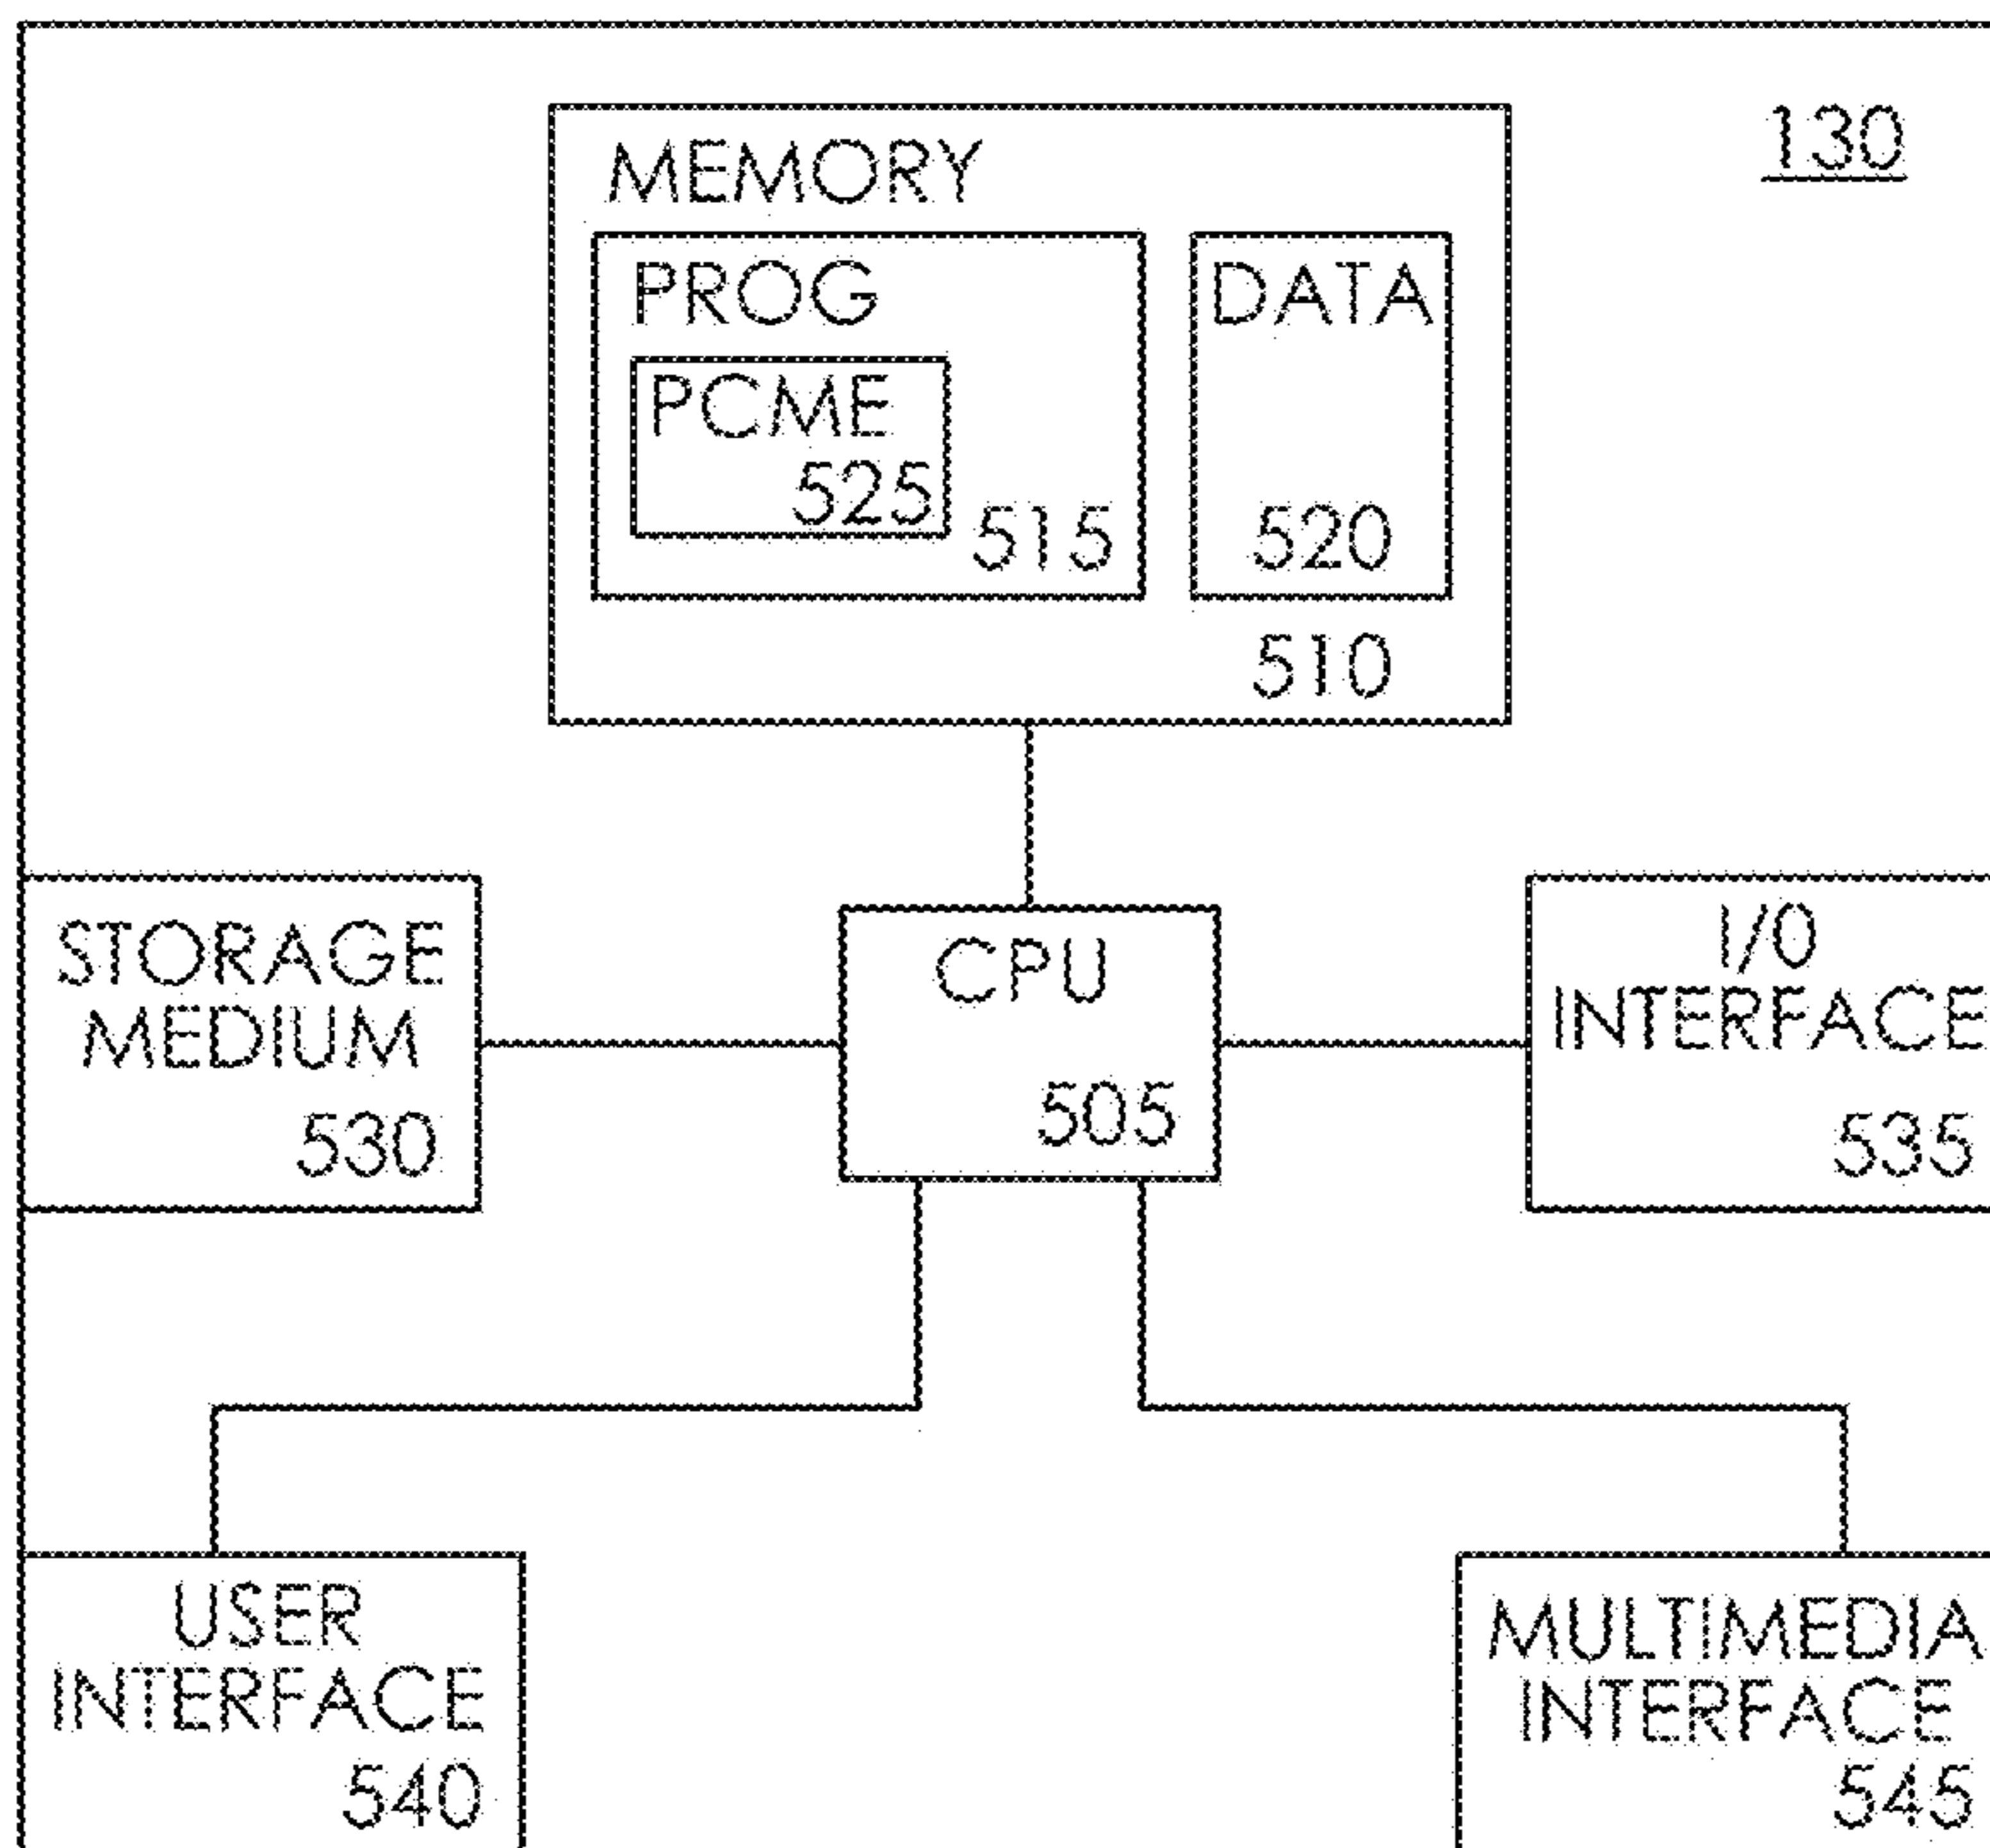 130
MEMORY
PROG
DATA
PCME
525
515
520
510
STORAGE
MEDIUM
530
CPU
505
I/O
INTERFACE
535
USER
INTERFACE
540
MULTIMEDIA
INTERFACE
545